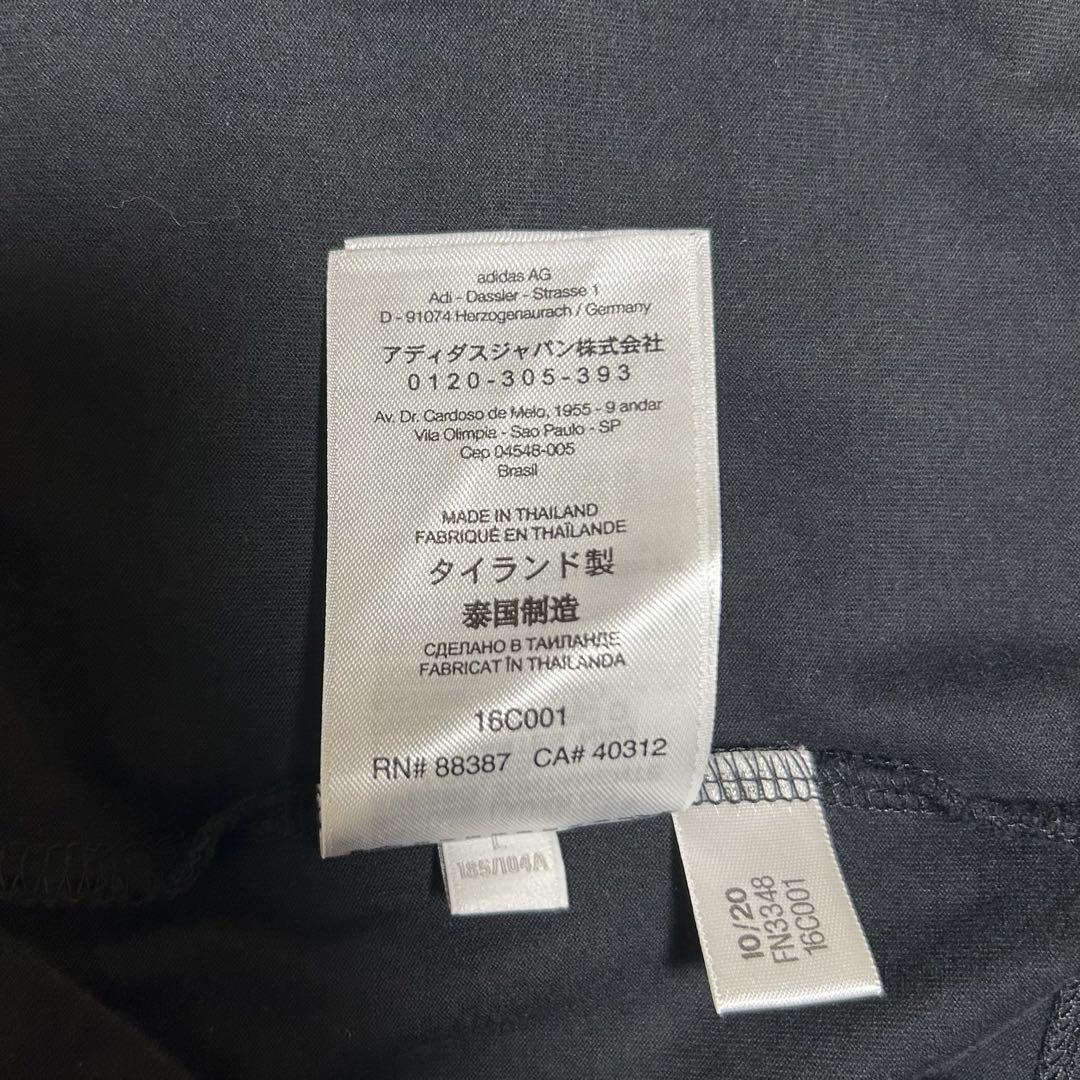 adidas AG
Adi - Dassler - Strasse 1
D - 91074 Herzogenaurach / Germany
アディダスジャパン株式会社
0120-305-393
Av. Dr. Cardoso de Melo, 1955 - 9 andar
Vila Olimpia - Sao Paulo - SP
Cep 04548-005
Brasil
MADE IN THAILAND
FABRIQUÉ EN THAÏLANDE
タイランド製
泰国制造
СДЕЛАНО В ТАИЛАНДЕ
FABRICAT ÎN THAILANDA
16C001
RN# 88387 CA# 40312
L
185/104A
10/20
FN3348
16C001